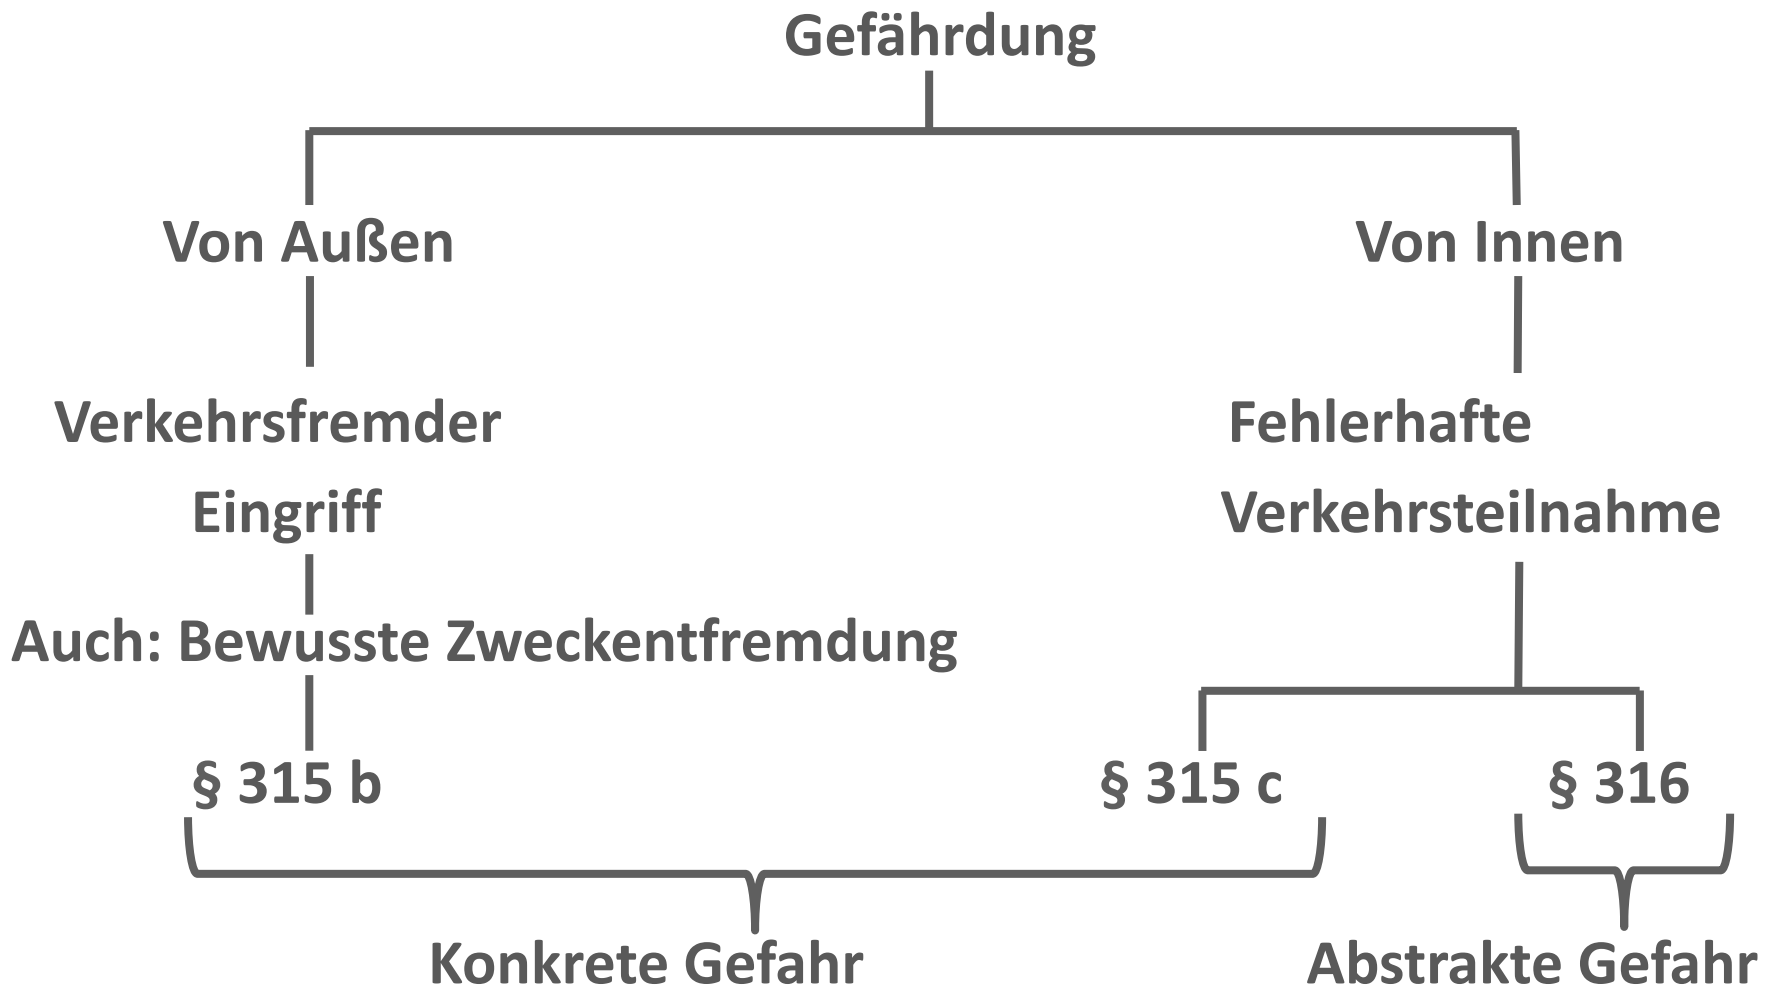 Gefährdung
Von Außen
Von Innen
Verkehrsfremder
Eingriff
Fehlerhafte
Verkehrsteilnahme
Auch: Bewusste Zweckentfremdung
§ 315 b
§ 315 c
§ 316
Konkrete Gefahr
Abstrakte Gefahr